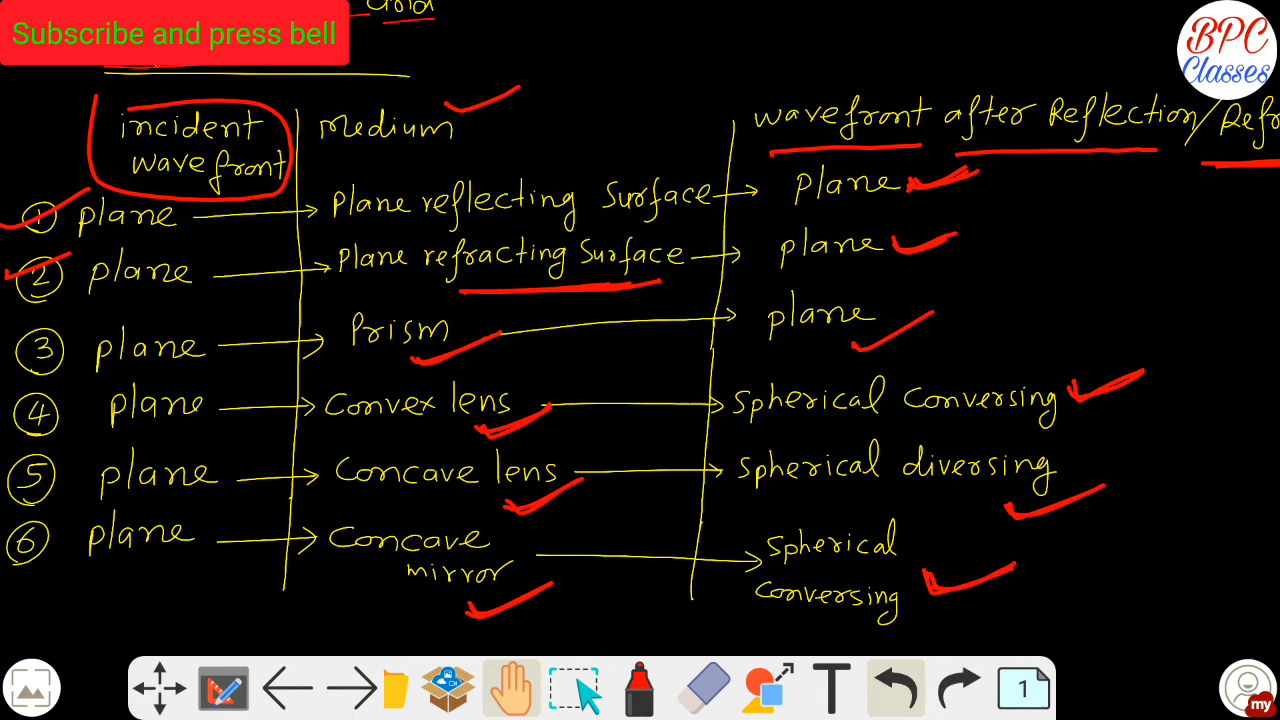 Subscribe and press bell
BPC
Classes
incident
wavefront
Medium
wavefront after Reflection/Refr
① plane → Plane reflecting Surface → plane
② plane → Plane refracting Surface → plane
③ plane → Prism → plane
④ plane → Convex lens → Spherical Conversing
⑤ plane → Concave lens → Spherical diversing
⑥ plane → Concave mirror → Spherical Conversing
1
my